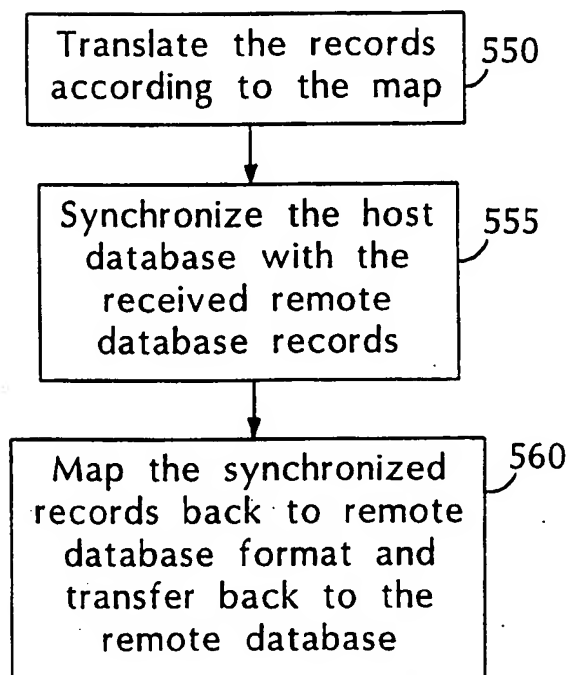 Translate the records
according to the map
550
Synchronize the host
database with the
received remote
database records
555
Map the synchronized
records back to remote
database format and
transfer back to the
remote database
560